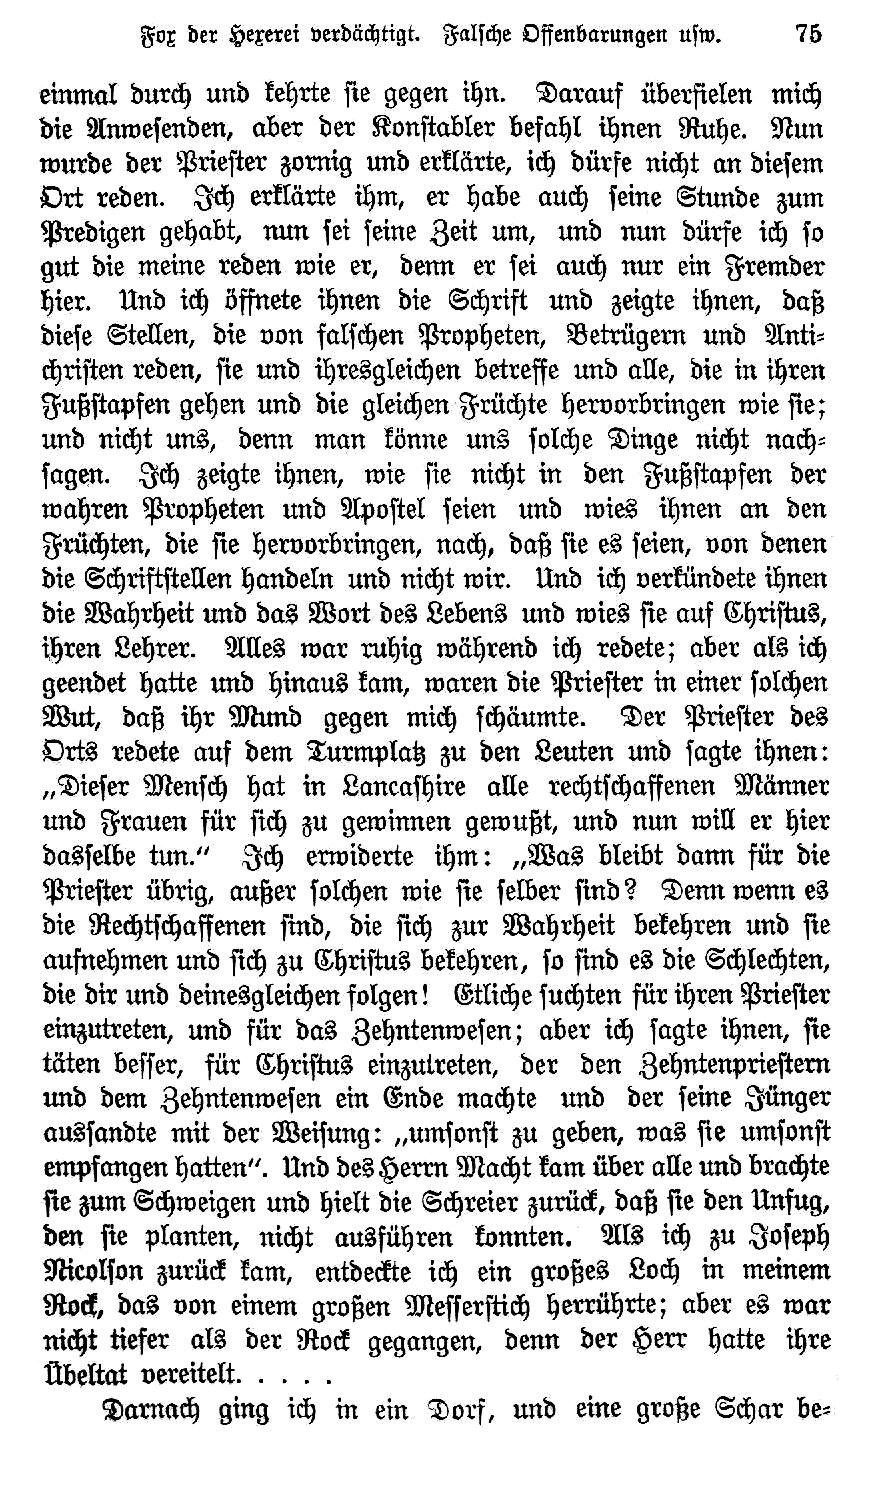 Fox der Hexerei verdächtigt. Falsche Offenbarungen usw. 75
einmal durch und kehrte sie gegen ihn. Darauf überfielen mich
die Anwesenden, aber der Konstabler befahl ihnen Ruhe. Nun
wurde der Priester zornig und erklärte, ich dürfe nicht an diesem
Ort reden. Ich erklärte ihm, er habe auch seine Stunde zum
Predigen gehabt, nun sei seine Zeit um, und nun dürfe ich so
gut die meine reden wie er, denn er sei auch nur ein Fremder
hier. Und ich öffnete ihnen die Schrift und zeigte ihnen, daß
diese Stellen, die von falschen Propheten, Betrügern und Anti-
christen reden, sie und ihresgleichen betreffe und alle, die in ihren
Fußstapfen gehen und die gleichen Früchte hervorbringen wie sie;
und nicht uns, denn man könne uns solche Dinge nicht nach-
sagen. Ich zeigte ihnen, wie sie nicht in den Fußstapfen der
wahren Propheten und Apostel seien und wies ihnen an den
Früchten, die sie hervorbringen, nach, daß sie es seien, von denen
die Schriftstellen handeln und nicht wir. Und ich verkündete ihnen
die Wahrheit und das Wort des Lebens und wies sie auf Christus,
ihren Lehrer. Alles war ruhig während ich redete; aber als ich
geendet hatte und hinaus kam, waren die Priester in einer solchen
Wut, daß ihr Mund gegen mich schäumte. Der Priester des
Orts redete auf dem Turmplatz zu den Leuten und sagte ihnen:
„Dieser Mensch hat in Lancashire alle rechtschaffenen Männer
und Frauen für sich zu gewinnen gewußt, und nun will er hier
dasselbe tun.“ Ich erwiderte ihm: „Was bleibt dann für die
Priester übrig, außer solchen wie sie selber sind? Denn wenn es
die Rechtschaffenen sind, die sich zur Wahrheit bekehren und sie
aufnehmen und sich zu Christus bekehren, so sind es die Schlechten,
die dir und deinesgleichen folgen! Etliche suchten für ihren Priester
einzutreten, und für das Zehntenwesen; aber ich sagte ihnen, sie
täten besser, für Christus einzutreten, der den Zehntenpriestern
und dem Zehntenwesen ein Ende machte und der seine Jünger
aussandte mit der Weisung: „umsonst zu geben, was sie umsonst
empfangen hatten“. Und des Herrn Macht kam über alle und brachte
sie zum Schweigen und hielt die Schreier zurück, daß sie den Unfug,
den sie planten, nicht ausführen konnten. Als ich zu Joseph
Nicolson zurück kam, entdeckte ich ein großes Loch in meinem
Rock, das von einem großen Messerstich herrührte; aber es war
nicht tiefer als der Rock gegangen, denn der Herr hatte ihre
Übeltat vereitelt. . . . .
Darnach ging ich in ein Dorf, und eine große Schar be-